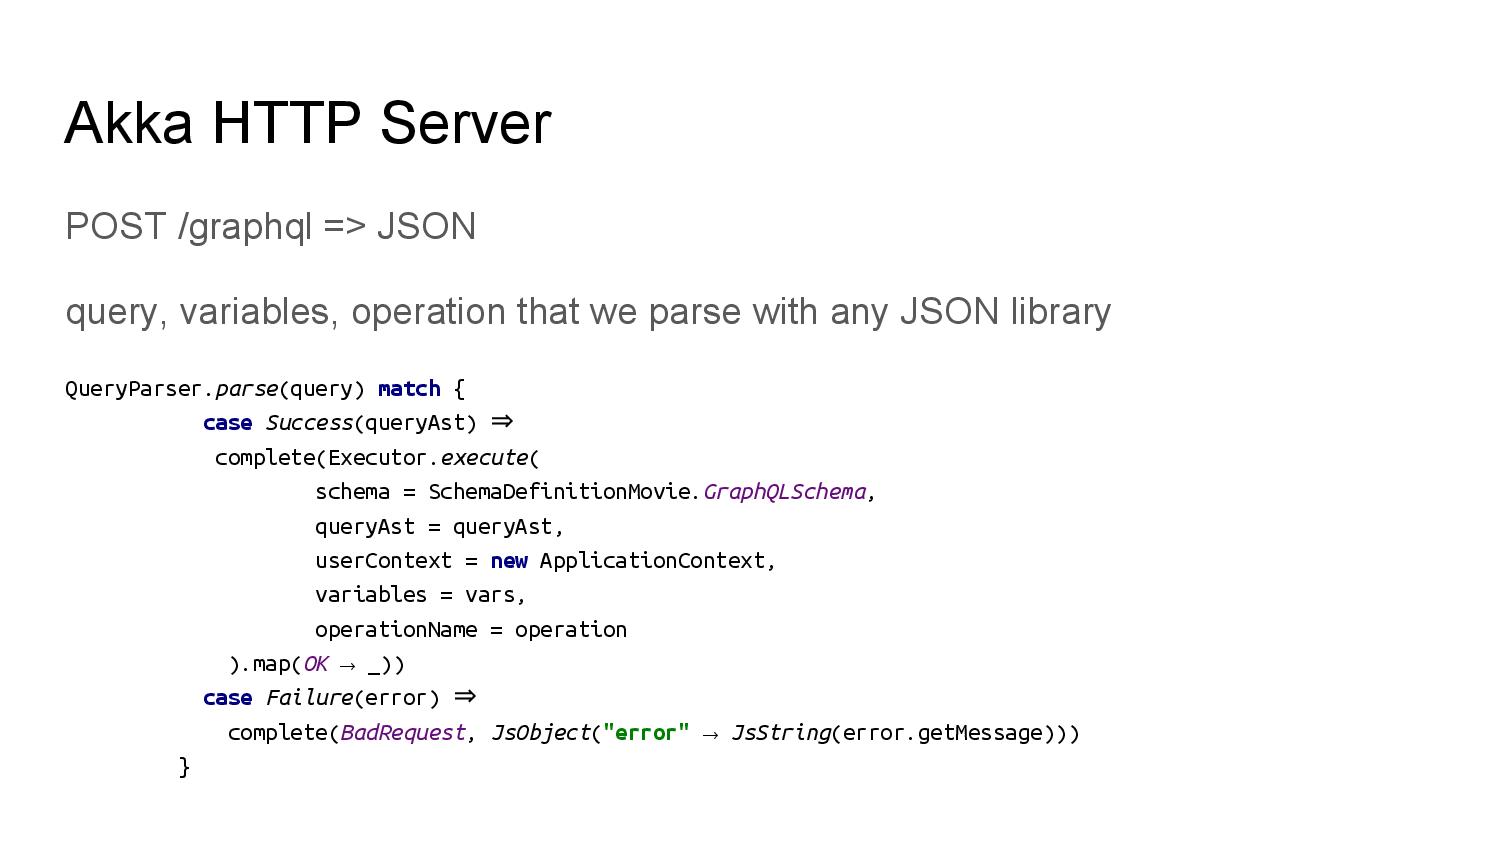 Akka HTTP Server
POST /graphql => JSON
query, variables, operation that we parse with any JSON library
QueryParser.parse(query) match {
case Success(queryAst) ⇒
complete(Executor.execute(
schema = SchemaDefinitionMovie.GraphQLSchema,
queryAst = queryAst,
userContext = new ApplicationContext,
variables = vars,
operationName = operation
).map(OK → _))
case Failure(error) ⇒
complete(BadRequest, JsObject("error" → JsString(error.getMessage)))
}